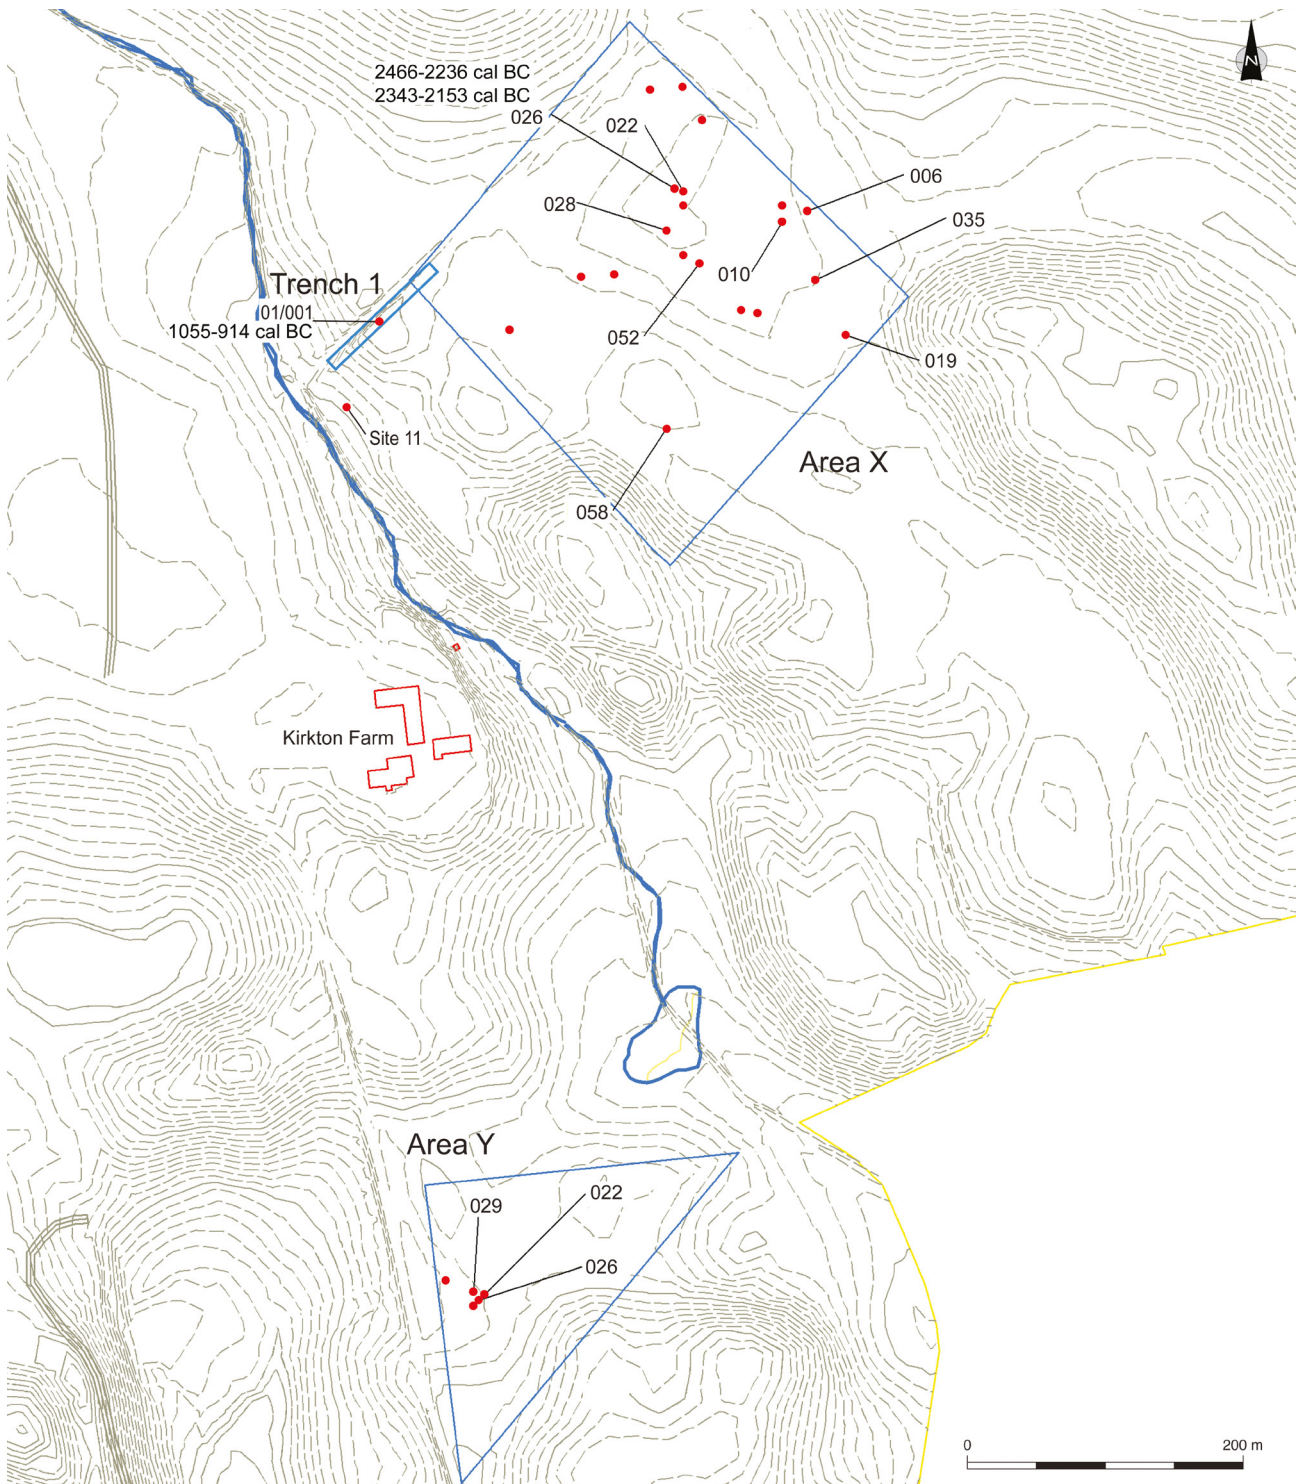 N
2466-2236 cal BC
2343-2153 cal BC
026
022
006
028
035
010
Trench 1
01/001
1055-914 cal BC
052
019
Site 11
Area X
058
Kirkton Farm
Area Y
022
029
026
0
200 m